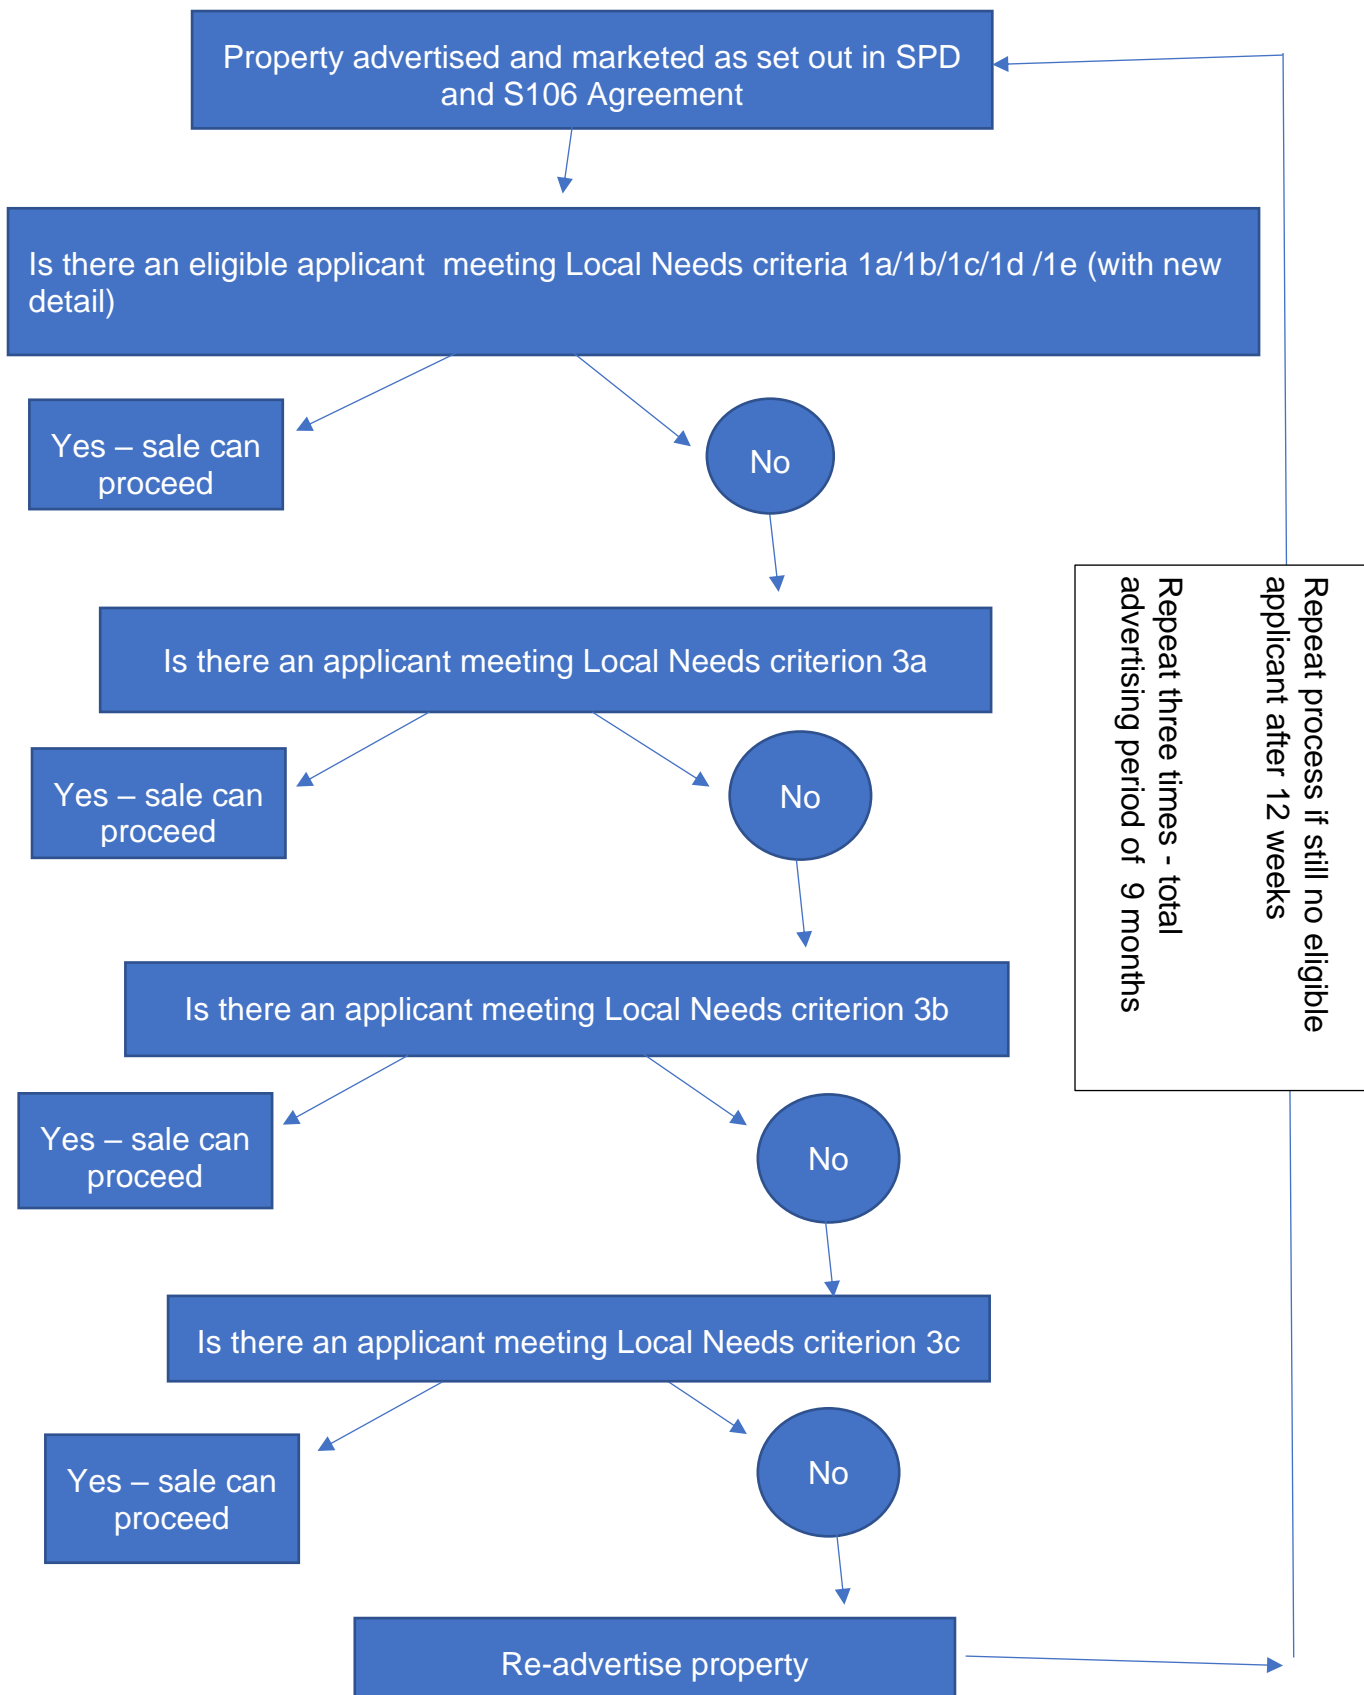 Property advertised and marketed as set out in SPD
and S106 Agreement
Is there an eligible applicant  meeting Local Needs criteria 1a/1b/1c/1d /1e (with new
detail)
Yes – sale can
proceed
No
Is there an applicant meeting Local Needs criterion 3a
Yes – sale can
proceed
No
Is there an applicant meeting Local Needs criterion 3b
Yes – sale can
proceed
No
Is there an applicant meeting Local Needs criterion 3c
Yes – sale can
proceed
No
Re-advertise property
Repeat process if still no eligible
applicant after 12 weeks
Repeat three times - total
advertising period of  9 months